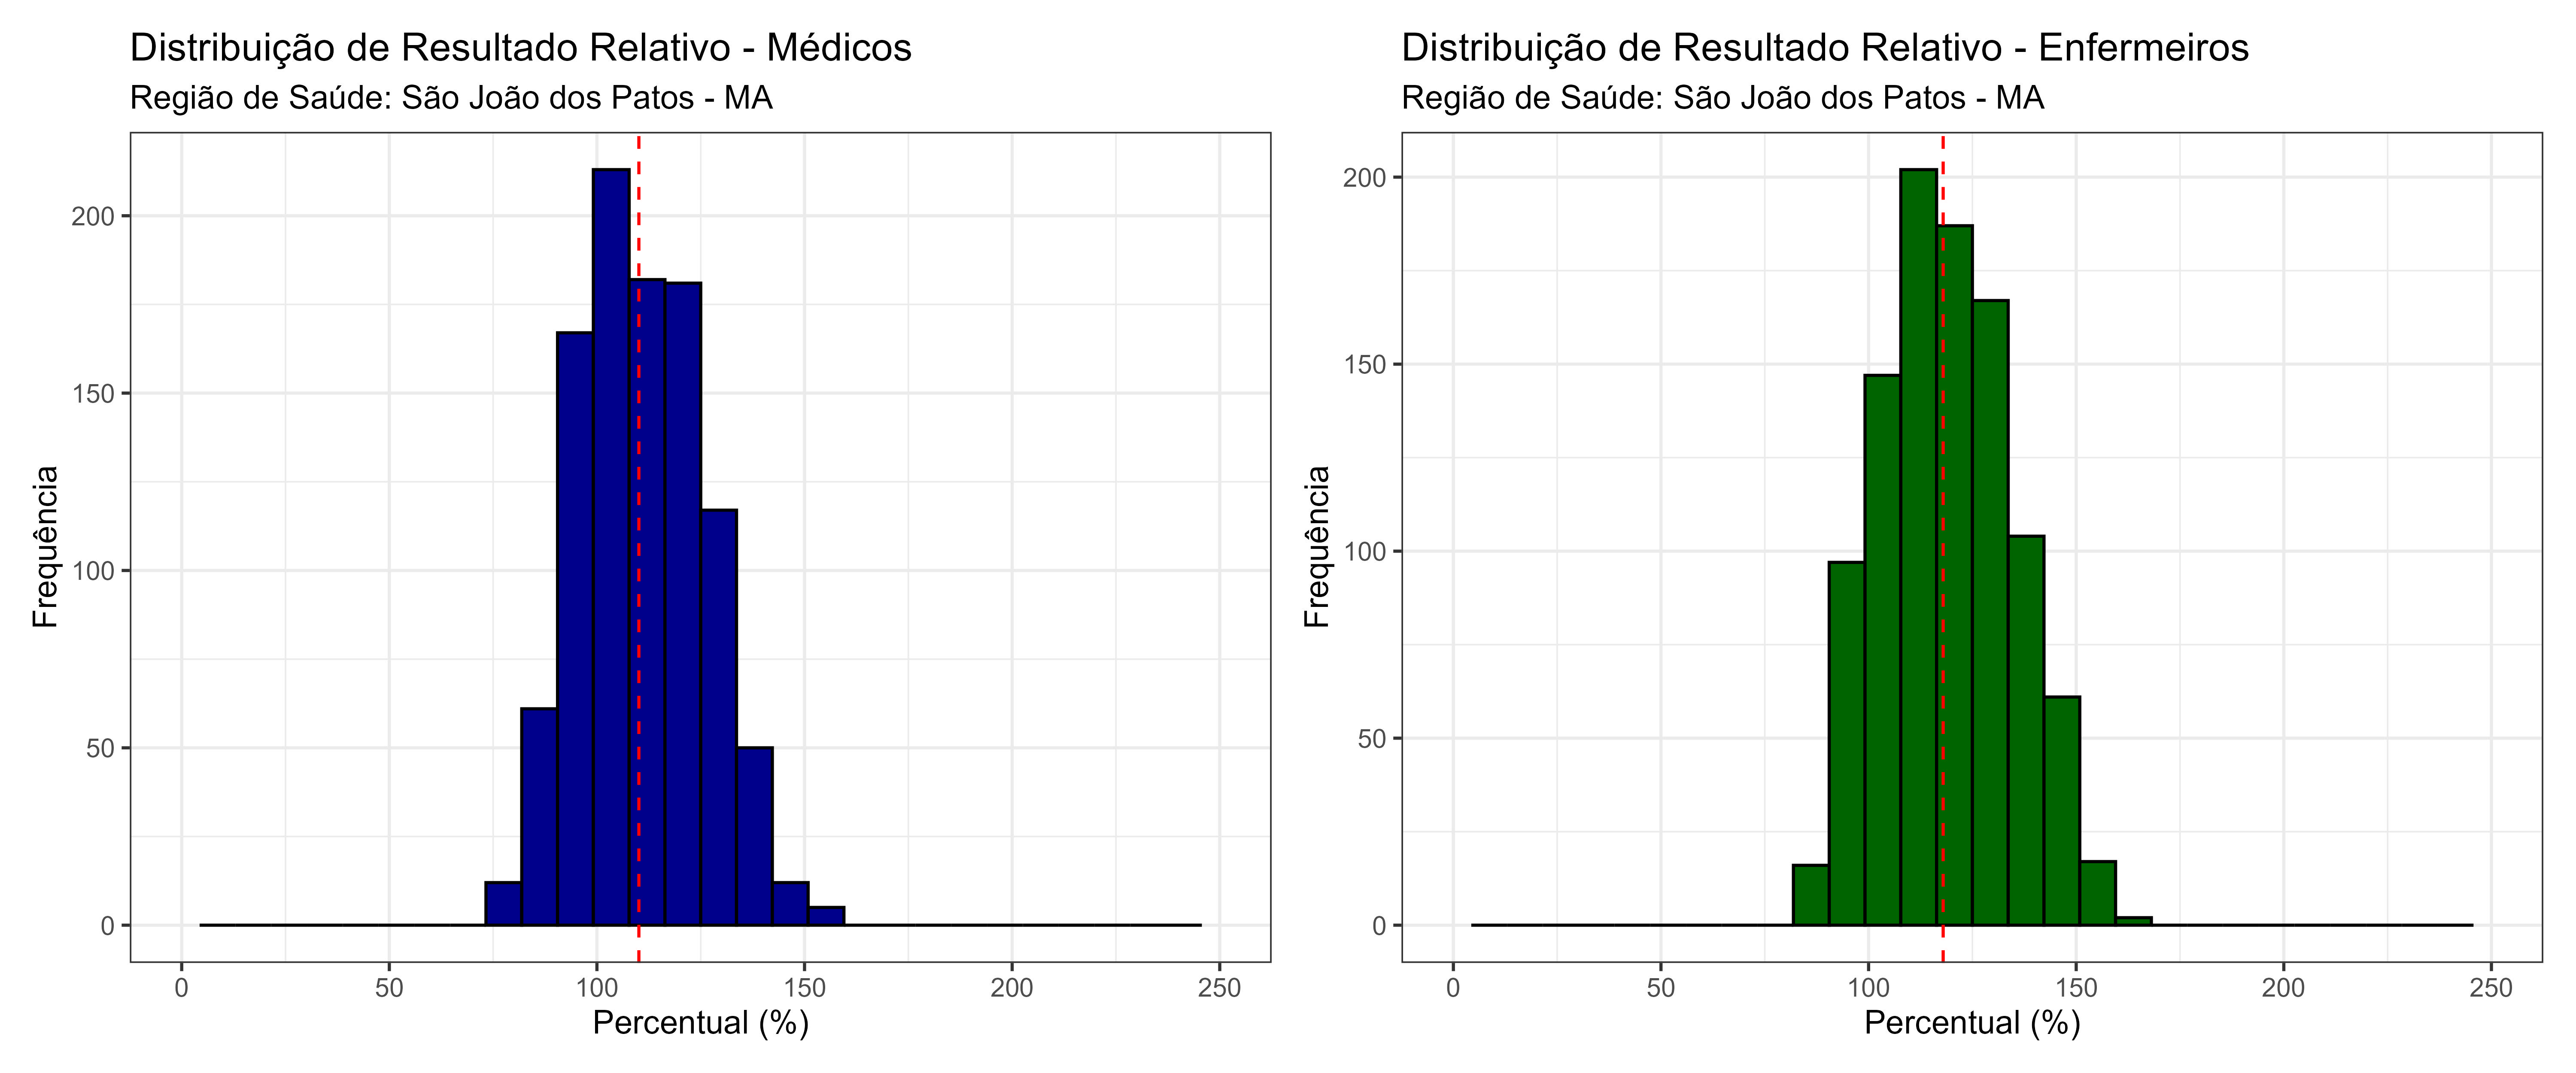 Distribuição de Resultado Relativo - Médicos
Região de Saúde: São João dos Patos - MA
Frequência
200
150
100
50
0
0 50 100 150 200 250
Percentual (%)
Distribuição de Resultado Relativo - Enfermeiros
Região de Saúde: São João dos Patos - MA
Frequência
200
150
100
50
0
0 50 100 150 200 250
Percentual (%)